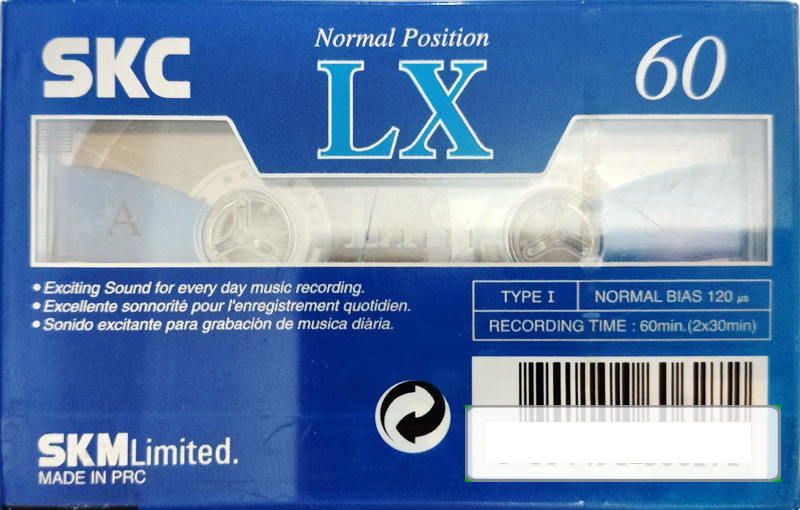 SKC
Normal Position
LX
60
A
• Exciting Sound for every day music recording.
• Excellente sonnorité pour l'enregistrement quotidien.
• Sonido excitante para grabación de musica diária.
TYPE I
NORMAL BIAS 120 µs
RECORDING TIME : 60min.(2x30min)
SKMLimited.
MADE IN PRC